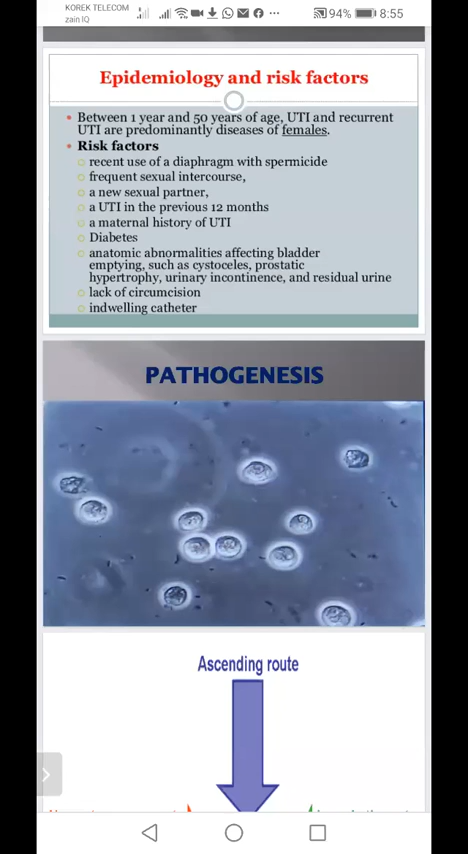 KOREK TELECOM
zain IQ
94% 8:55
Epidemiology and risk factors
Between 1 year and 50 years of age, UTI and recurrent
UTI are predominantly diseases of females.
Risk factors
recent use of a diaphragm with spermicide
frequent sexual intercourse,
a new sexual partner,
a UTI in the previous 12 months
a maternal history of UTI
Diabetes
anatomic abnormalities affecting bladder
emptying, such as cystoceles, prostatic
hypertrophy, urinary incontinence, and residual urine
lack of circumcision
indwelling catheter
PATHOGENESIS
Ascending route